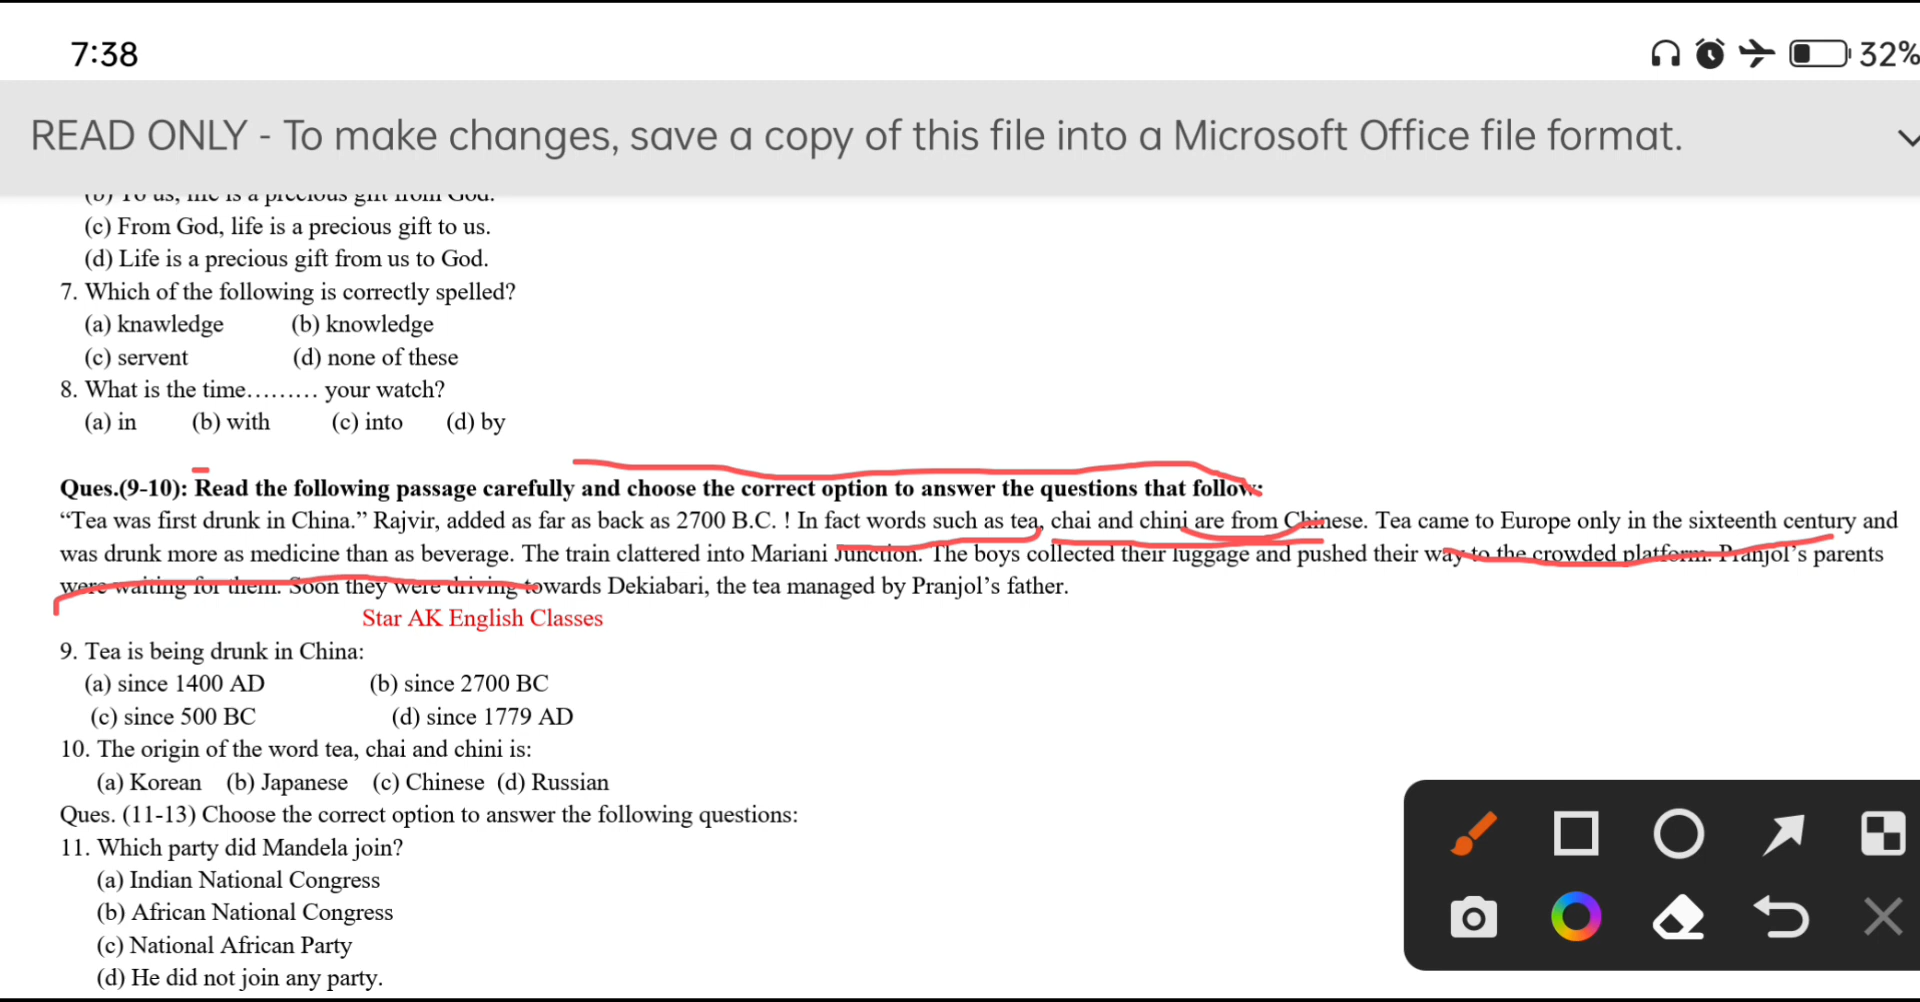 7:38
32%
READ ONLY - To make changes, save a copy of this file into a Microsoft Office file format.
(b) To us, life is a precious gift from God.
(c) From God, life is a precious gift to us.
(d) Life is a precious gift from us to God.
7. Which of the following is correctly spelled?
(a) knawledge (b) knowledge
(c) servent (d) none of these
8. What is the time......... your watch?
(a) in (b) with (c) into (d) by
Ques.(9-10): Read the following passage carefully and choose the correct option to answer the questions that follow:
“Tea was first drunk in China.” Rajvir, added as far as back as 2700 B.C. ! In fact words such as tea, chai and chini are from Chinese. Tea came to Europe only in the sixteenth century and
was drunk more as medicine than as beverage. The train clattered into Mariani Junction. The boys collected their luggage and pushed their way to the crowded platform. Pranjol’s parents
were waiting for them. Soon they were driving towards Dekiabari, the tea managed by Pranjol’s father.
Star AK English Classes
9. Tea is being drunk in China:
(a) since 1400 AD (b) since 2700 BC
(c) since 500 BC (d) since 1779 AD
10. The origin of the word tea, chai and chini is:
(a) Korean (b) Japanese (c) Chinese (d) Russian
Ques. (11-13) Choose the correct option to answer the following questions:
11. Which party did Mandela join?
(a) Indian National Congress
(b) African National Congress
(c) National African Party
(d) He did not join any party.